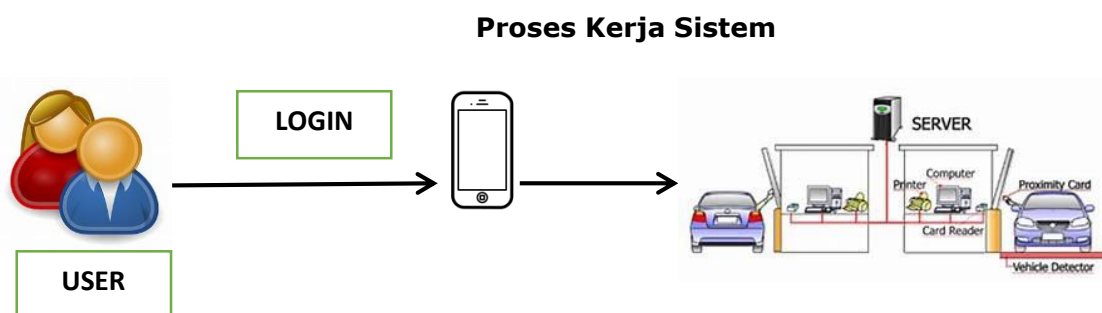 Proses Kerja Sistem
LOGIN
USER
SERVER
Computer
Printer
Card Reader
Proximity Card
Vehicle Detector